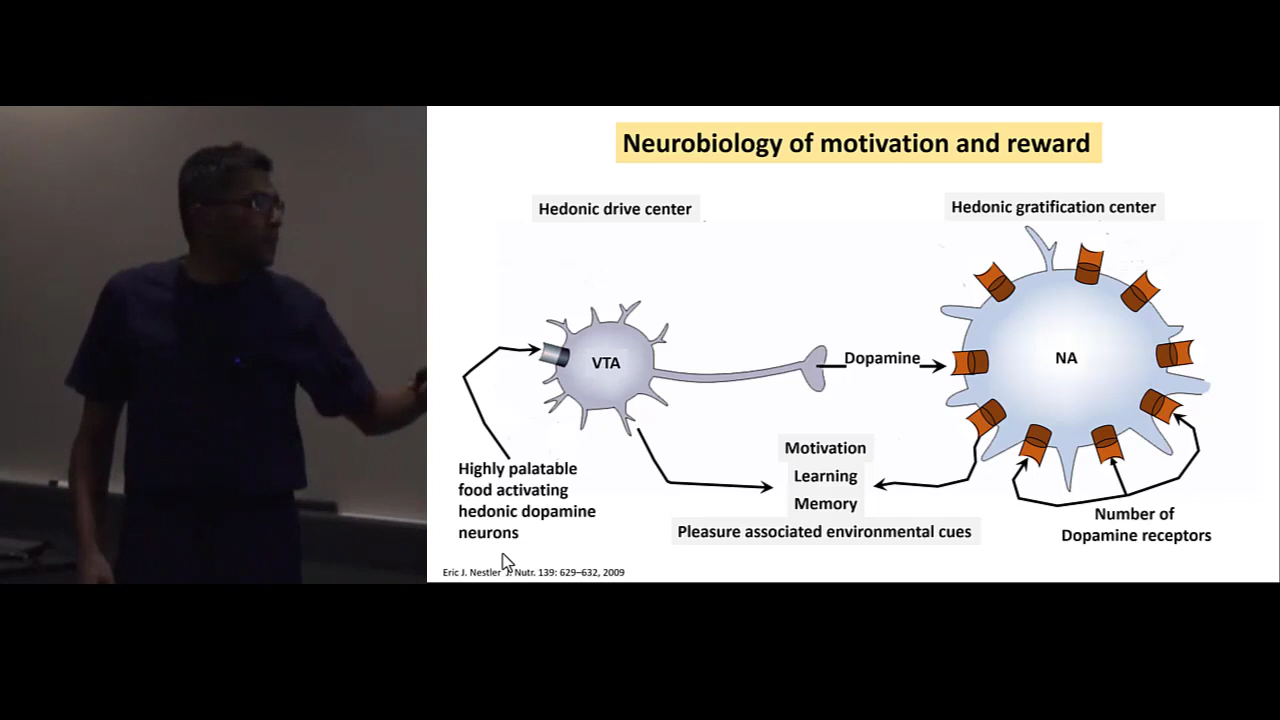 Neurobiology of motivation and reward
Hedonic drive center
Hedonic gratification center
VTA
Dopamine
NA
Highly palatable
food activating
hedonic dopamine
neurons
Motivation
Learning
Memory
Pleasure associated environmental cues
Number of
Dopamine receptors
Eric J. Nestler J. Nutr. 139: 629–632, 2009